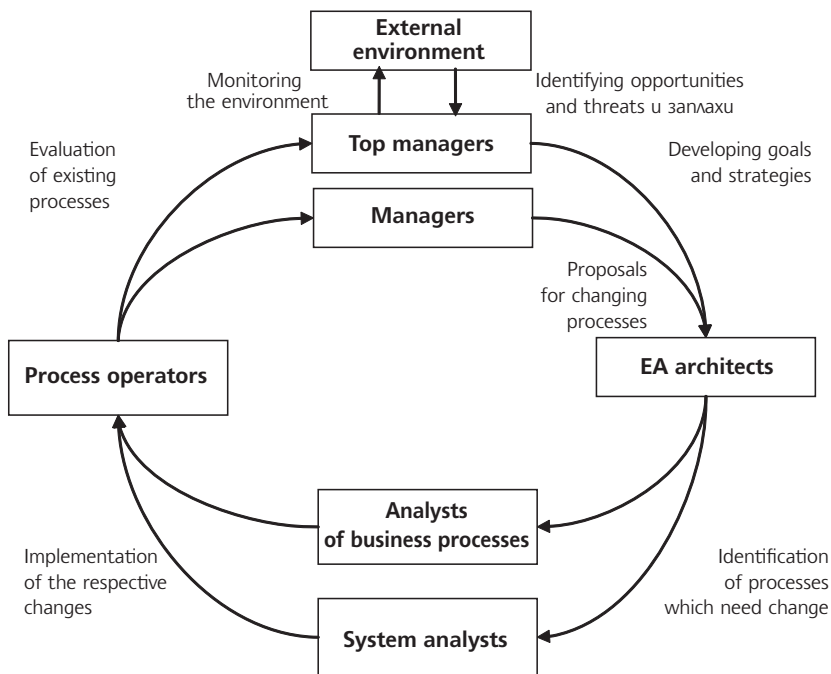 External
environment
Monitoring
the environment
Identifying opportunities
and threats и заплахи
Top managers
Evaluation
of existing
processes
Developing goals
and strategies
Managers
Proposals
for changing
processes
Process operators
EA architects
Analysts
of business processes
Implementation
of the respective
changes
Identification
of processes
which need change
System analysts